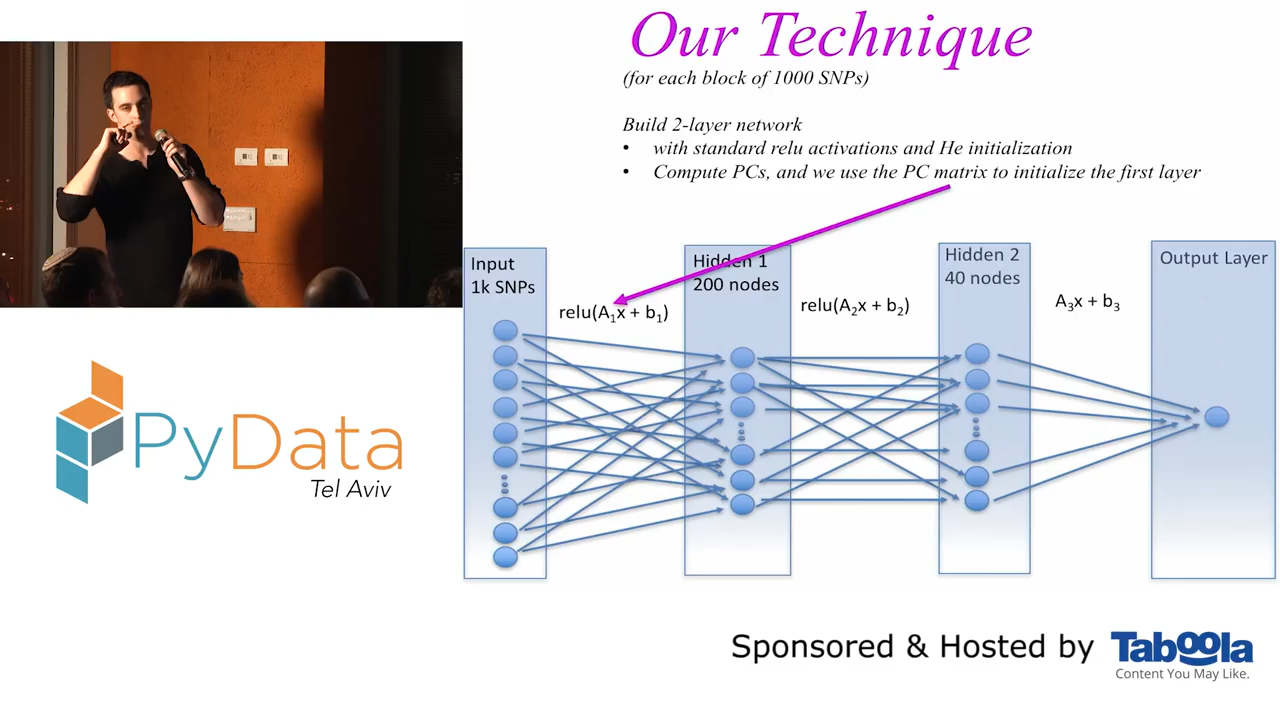 Our Technique
(for each block of 1000 SNPs)
Build 2-layer network
• with standard relu activations and He initialization
• Compute PCs, and we use the PC matrix to initialize the first layer
Input
1k SNPs
relu(A₁x + b₁)
Hidden 1
200 nodes
relu(A₂x + b₂)
Hidden 2
40 nodes
A₃x + b₃
Output Layer
PyData
Tel Aviv
Sponsored & Hosted by
Taboola
Content You May Like.